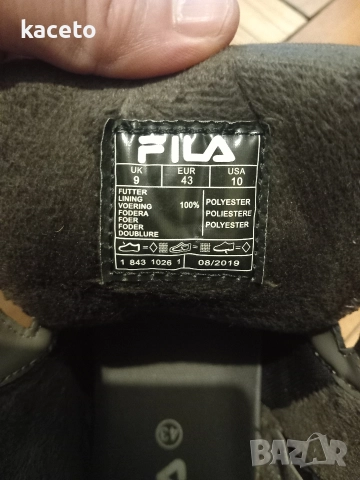 kaceto
FILA
UK EUR USA
9 43 10
FUTTER
LINING
VOERING 100% POLYESTER
FODERA POLIESTERE
FOER POLYESTER
FODER
DOUBLURE
1 843 1026 1 08/2019
43
BAZAR